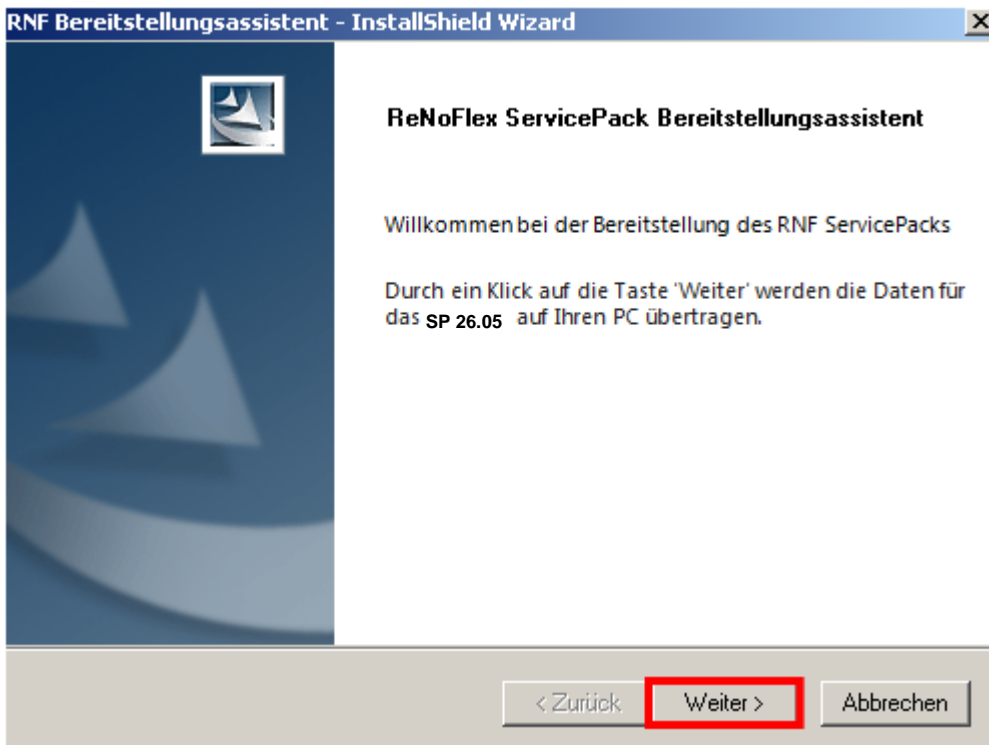 RNF Bereitstellungsassistent - InstallShield Wizard
ReNoFlex ServicePack Bereitstellungsassistent
Willkommen bei der Bereitstellung des RNF ServicePacks
Durch ein Klick auf die Taste 'Weiter' werden die Daten für
das SP 26.05 auf Ihren PC übertragen.
< Zurück Weiter > Abbrechen